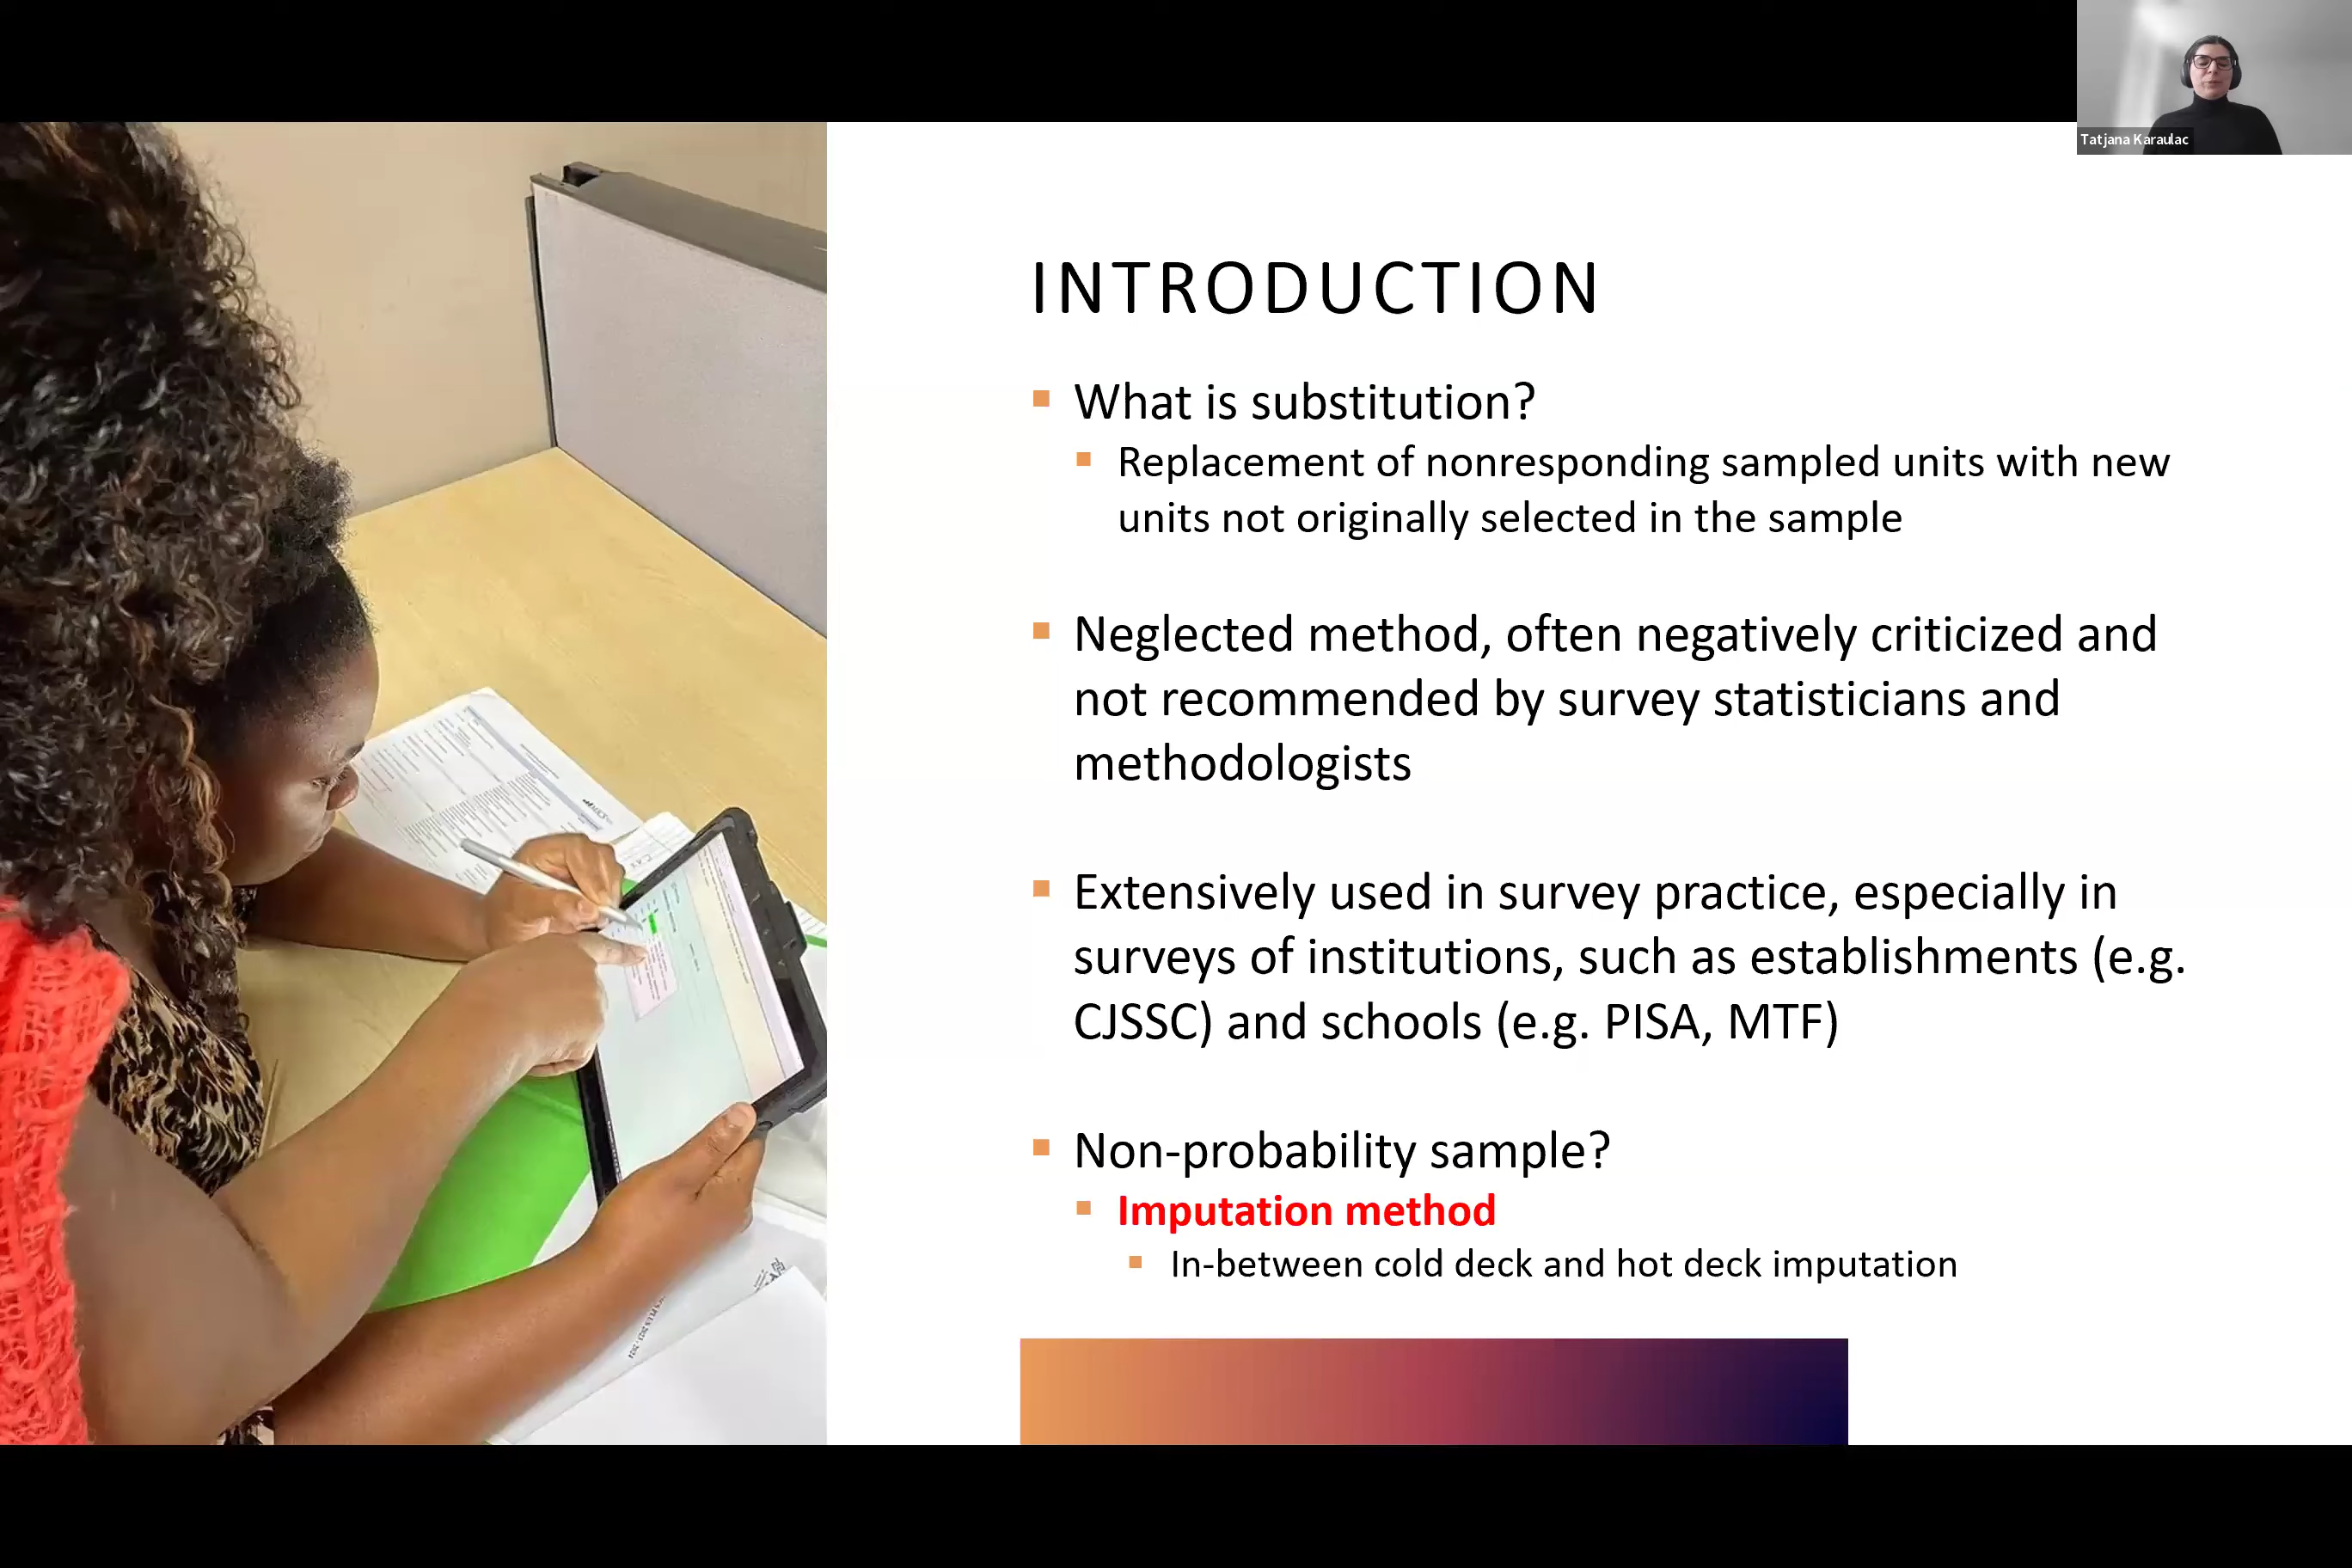 Tatjana Karaulac
INTRODUCTION
What is substitution?
Replacement of nonresponding sampled units with new
units not originally selected in the sample
Neglected method, often negatively criticized and
not recommended by survey statisticians and
methodologists
Extensively used in survey practice, especially in
surveys of institutions, such as establishments (e.g.
CJSSC) and schools (e.g. PISA, MTF)
Non-probability sample?
Imputation method
In-between cold deck and hot deck imputation